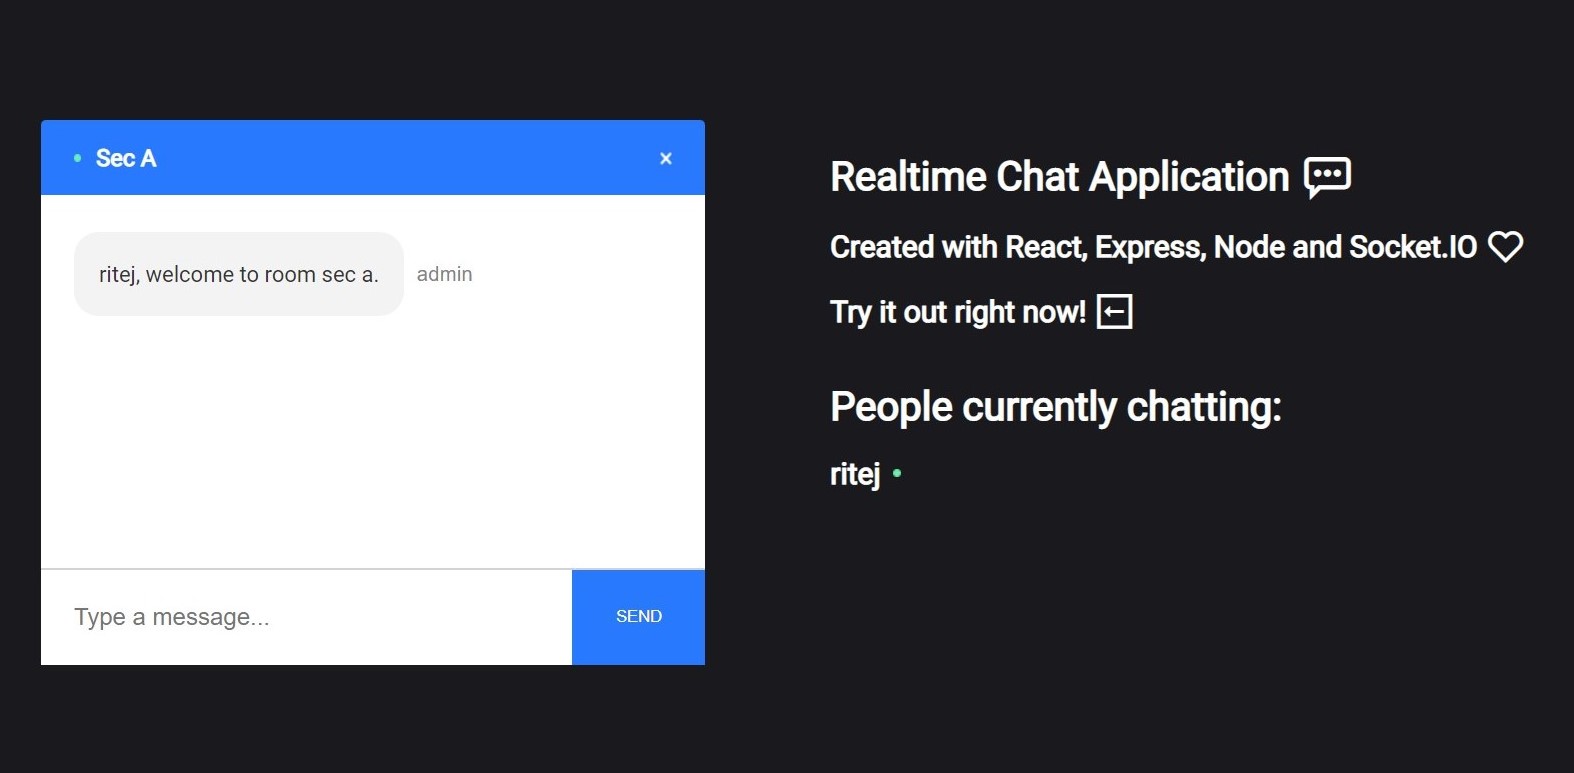 Sec A
ritej, welcome to room sec a. admin
Type a message...
SEND
Realtime Chat Application
Created with React, Express, Node and Socket.IO
Try it out right now!
People currently chatting:
ritej